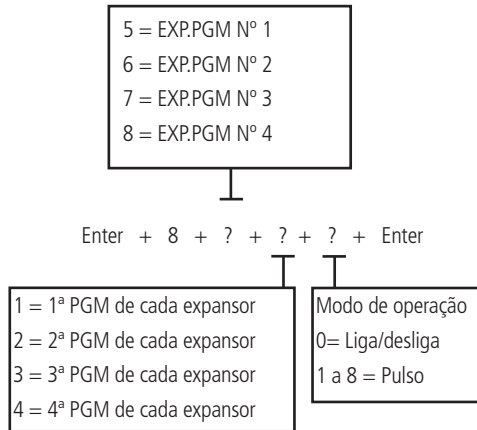 5 = EXP.PGM Nº 1
6 = EXP.PGM Nº 2
7 = EXP.PGM Nº 3
8 = EXP.PGM Nº 4
Enter + 8 + ? + ? + ? + Enter
1 = 1ª PGM de cada expansor
2 = 2ª PGM de cada expansor
3 = 3ª PGM de cada expansor
4 = 4ª PGM de cada expansor
Modo de operação
0= Liga/desliga
1 a 8 = Pulso